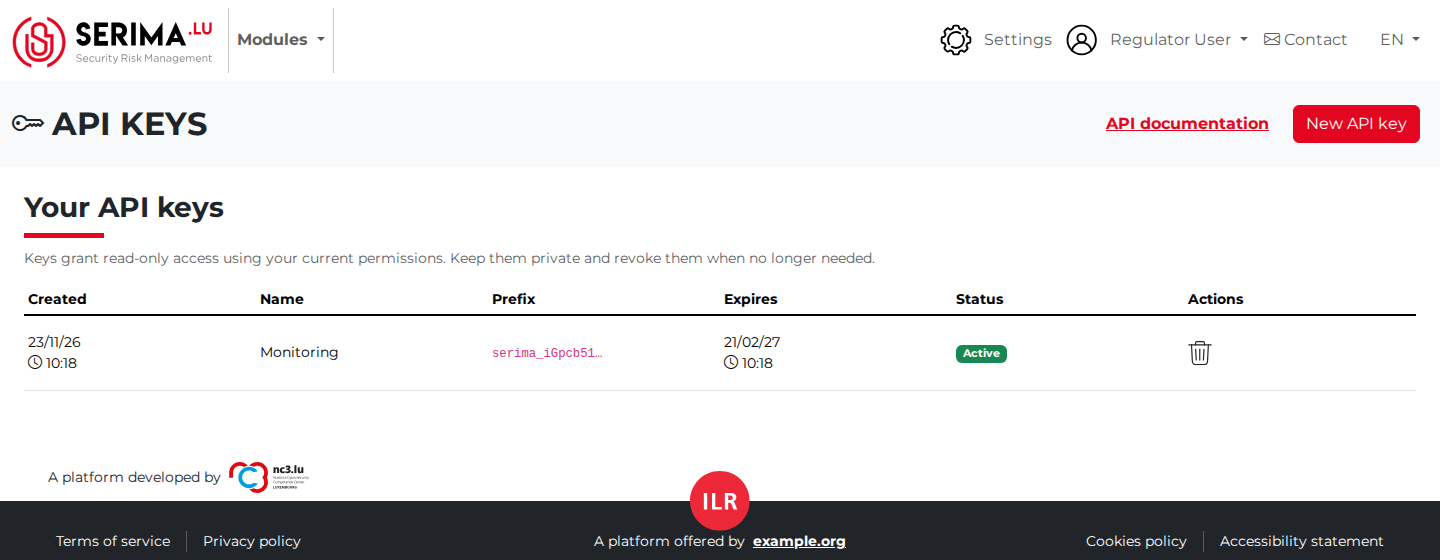 SERIMA.LU
Security Risk Management
Modules
Settings
Regulator User
Contact
EN
API KEYS
API documentation
New API key
Your API keys
Keys grant read-only access using your current permissions. Keep them private and revoke them when no longer needed.
Created Name Prefix Expires Status Actions
23/11/26
10:18
Monitoring
serima_iGpcb51…
21/02/27
10:18
Active
A platform developed by
nc3.lu
LUXEMBOURG
ILR
Terms of service
Privacy policy
A platform offered by example.org
Cookies policy
Accessibility statement